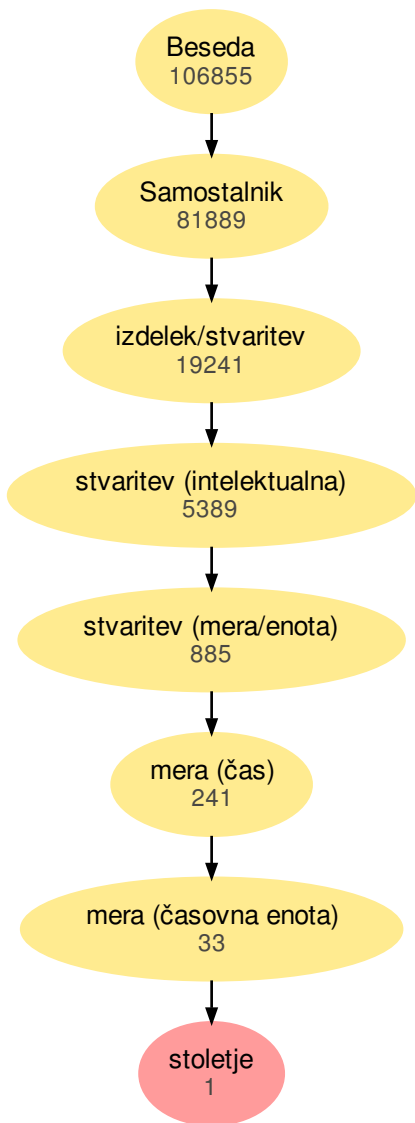 Beseda
106855
Samostalnik
81889
izdelek/stvaritev
19241
stvaritev (intelektualna)
5389
stvaritev (mera/enota)
885
mera (čas)
241
mera (časovna enota)
33
stoletje
1